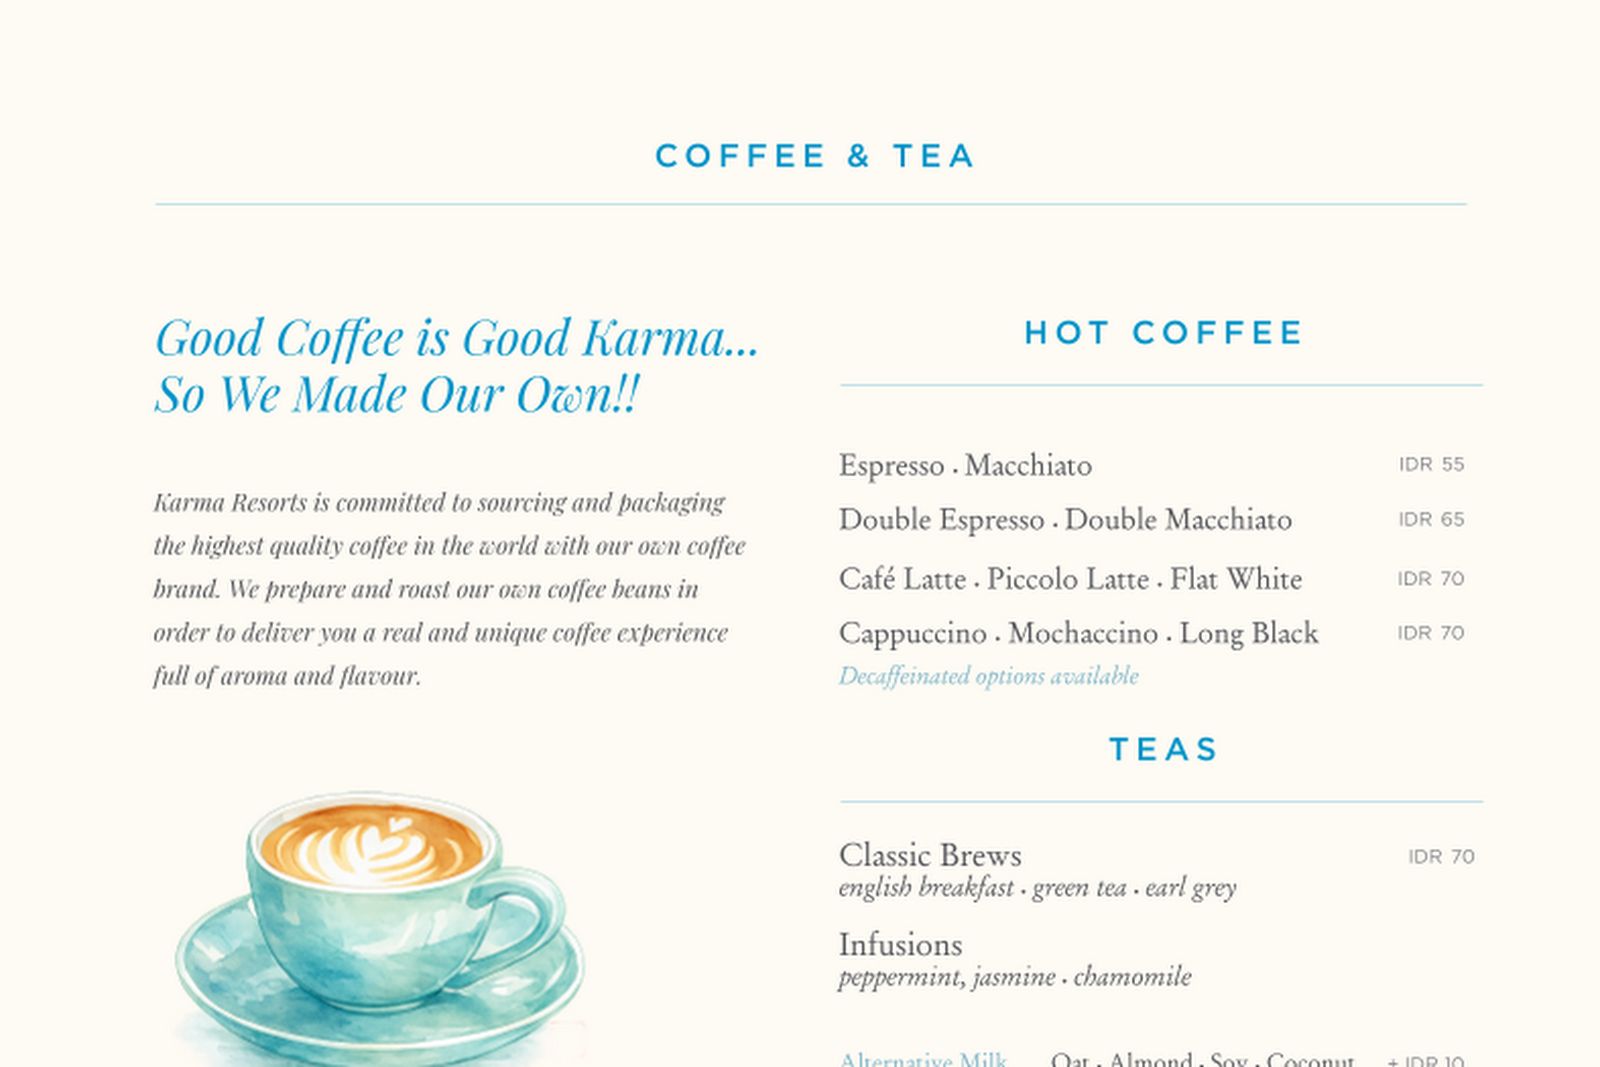 COFFEE & TEA
Good Coffee is Good Karma...
So We Made Our Own!!
Karma Resorts is committed to sourcing and packaging
the highest quality coffee in the world with our own coffee
brand. We prepare and roast our own coffee beans in
order to deliver you a real and unique coffee experience
full of aroma and flavour.
HOT COFFEE
Espresso . Macchiato IDR 55
Double Espresso . Double Macchiato IDR 65
Café Latte . Piccolo Latte . Flat White IDR 70
Cappuccino . Mochaccino . Long Black IDR 70
Decaffeinated options available
TEAS
Classic Brews IDR 70
english breakfast . green tea . earl grey
Infusions
peppermint, jasmine . chamomile
Alternative Milk Oat . Almond . Soy . Coconut + IDR 10